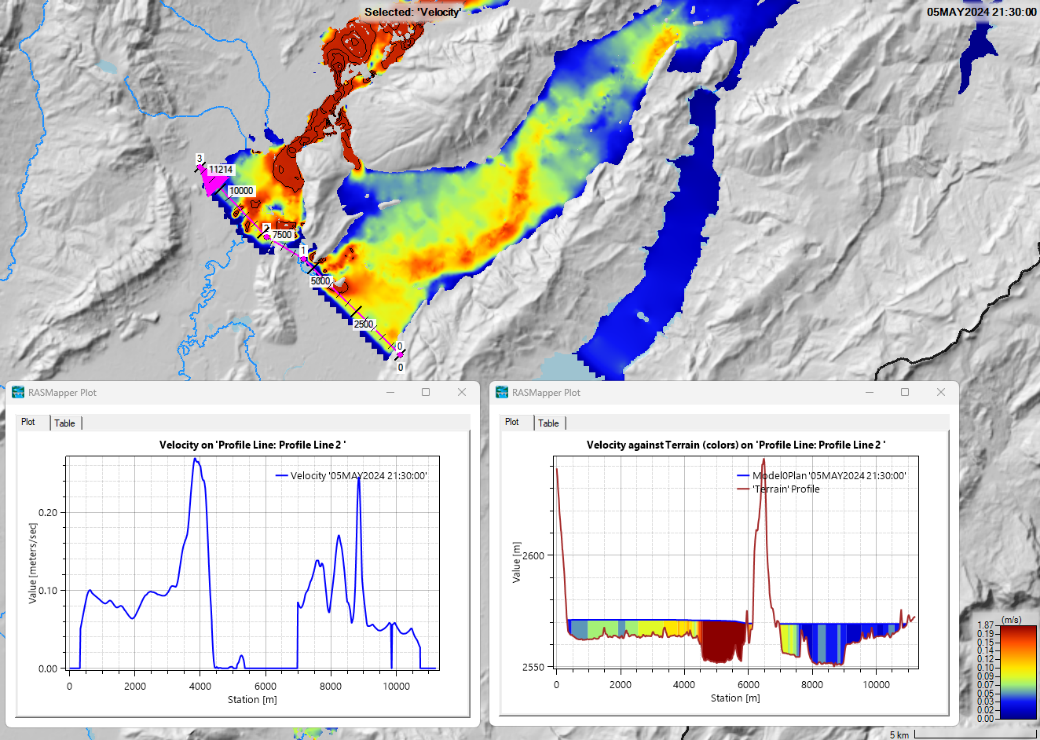 Selected: 'Velocity'
05MAY2024 21:30:00
3
11214
10000
2
7500
1
5000
2500
0
0
RASMapper Plot
Plot
Table
Velocity on 'Profile Line: Profile Line 2 '
Velocity '05MAY2024 21:30:00'
Value [meters/sec]
0.20
0.10
0.00
0
2000
4000
6000
8000
10000
Station [m]
RASMapper Plot
Plot
Table
Velocity against Terrain (colors) on 'Profile Line: Profile Line 2 '
Model0Plan '05MAY2024 21:30:00'
'Terrain' Profile
Value [m]
2600
2550
0
2000
4000
6000
8000
10000
Station [m]
(m/s)
1.87
0.19
0.15
0.14
0.12
0.10
0.09
0.07
0.05
0.03
0.02
0.00
5 km